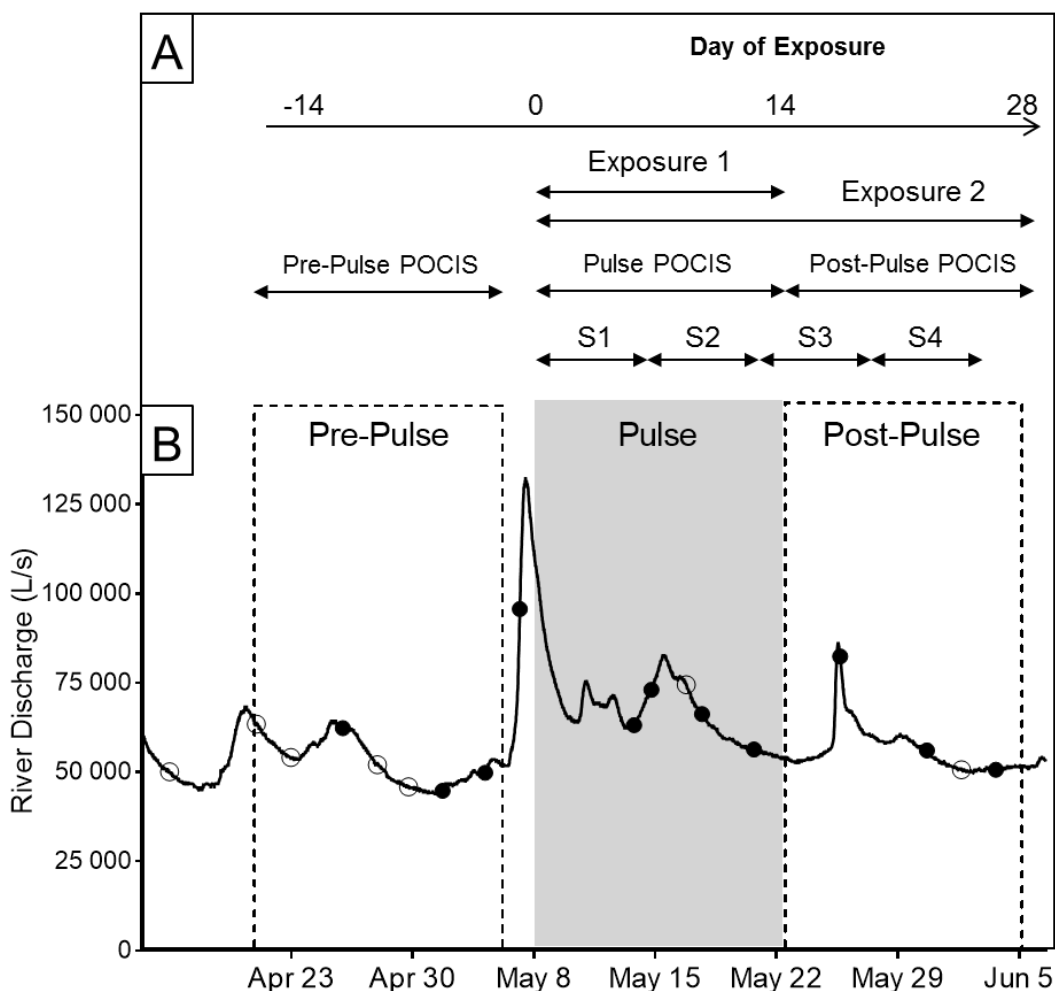 A
Day of Exposure
-14 0 14 28
Exposure 1
Exposure 2
Pre-Pulse POCIS Pulse POCIS Post-Pulse POCIS
S1 S2 S3 S4
B
Pre-Pulse Pulse Post-Pulse
River Discharge (L/s)
150 000
125 000
100 000
75 000
50 000
25 000
0
Apr 23 Apr 30 May 8 May 15 May 22 May 29 Jun 5